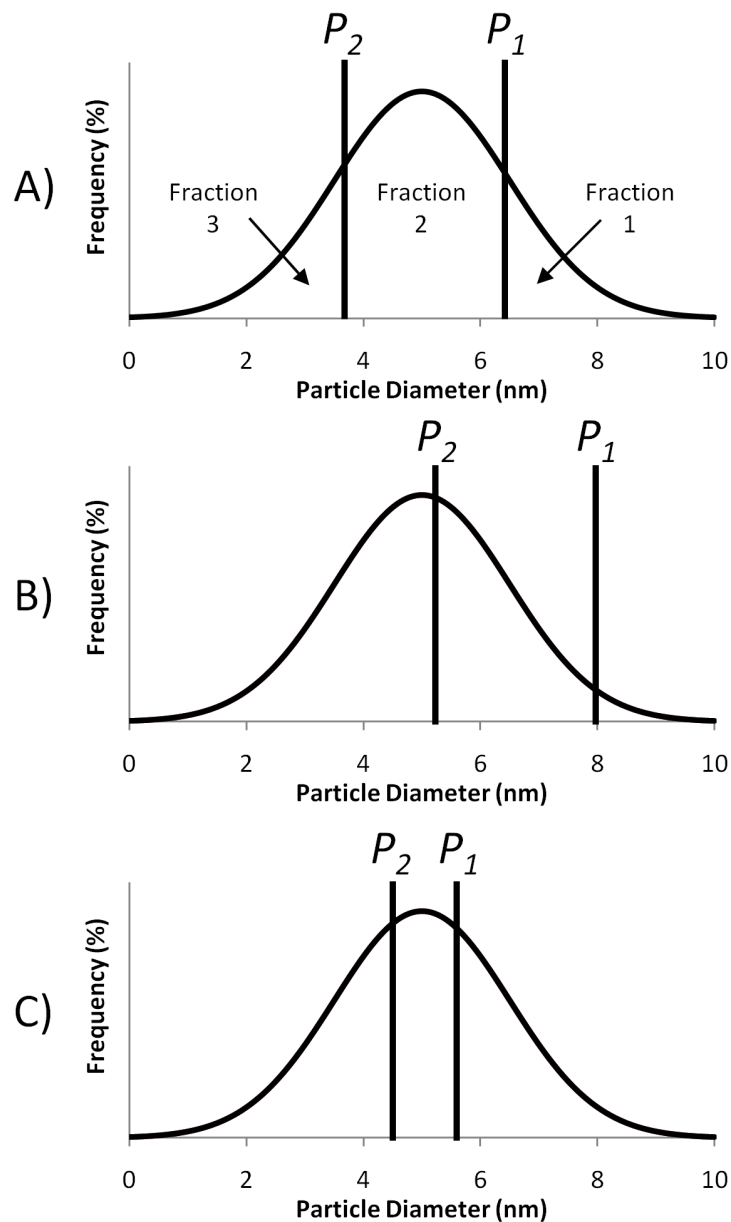 P2 P1
A)
Frequency (%)
Fraction
3
Fraction
2
Fraction
1
0 2 4 6 8 10
Particle Diameter (nm)
P2 P1
B)
Frequency (%)
0 2 4 6 8 10
Particle Diameter (nm)
P2 P1
C)
Frequency (%)
0 2 4 6 8 10
Particle Diameter (nm)